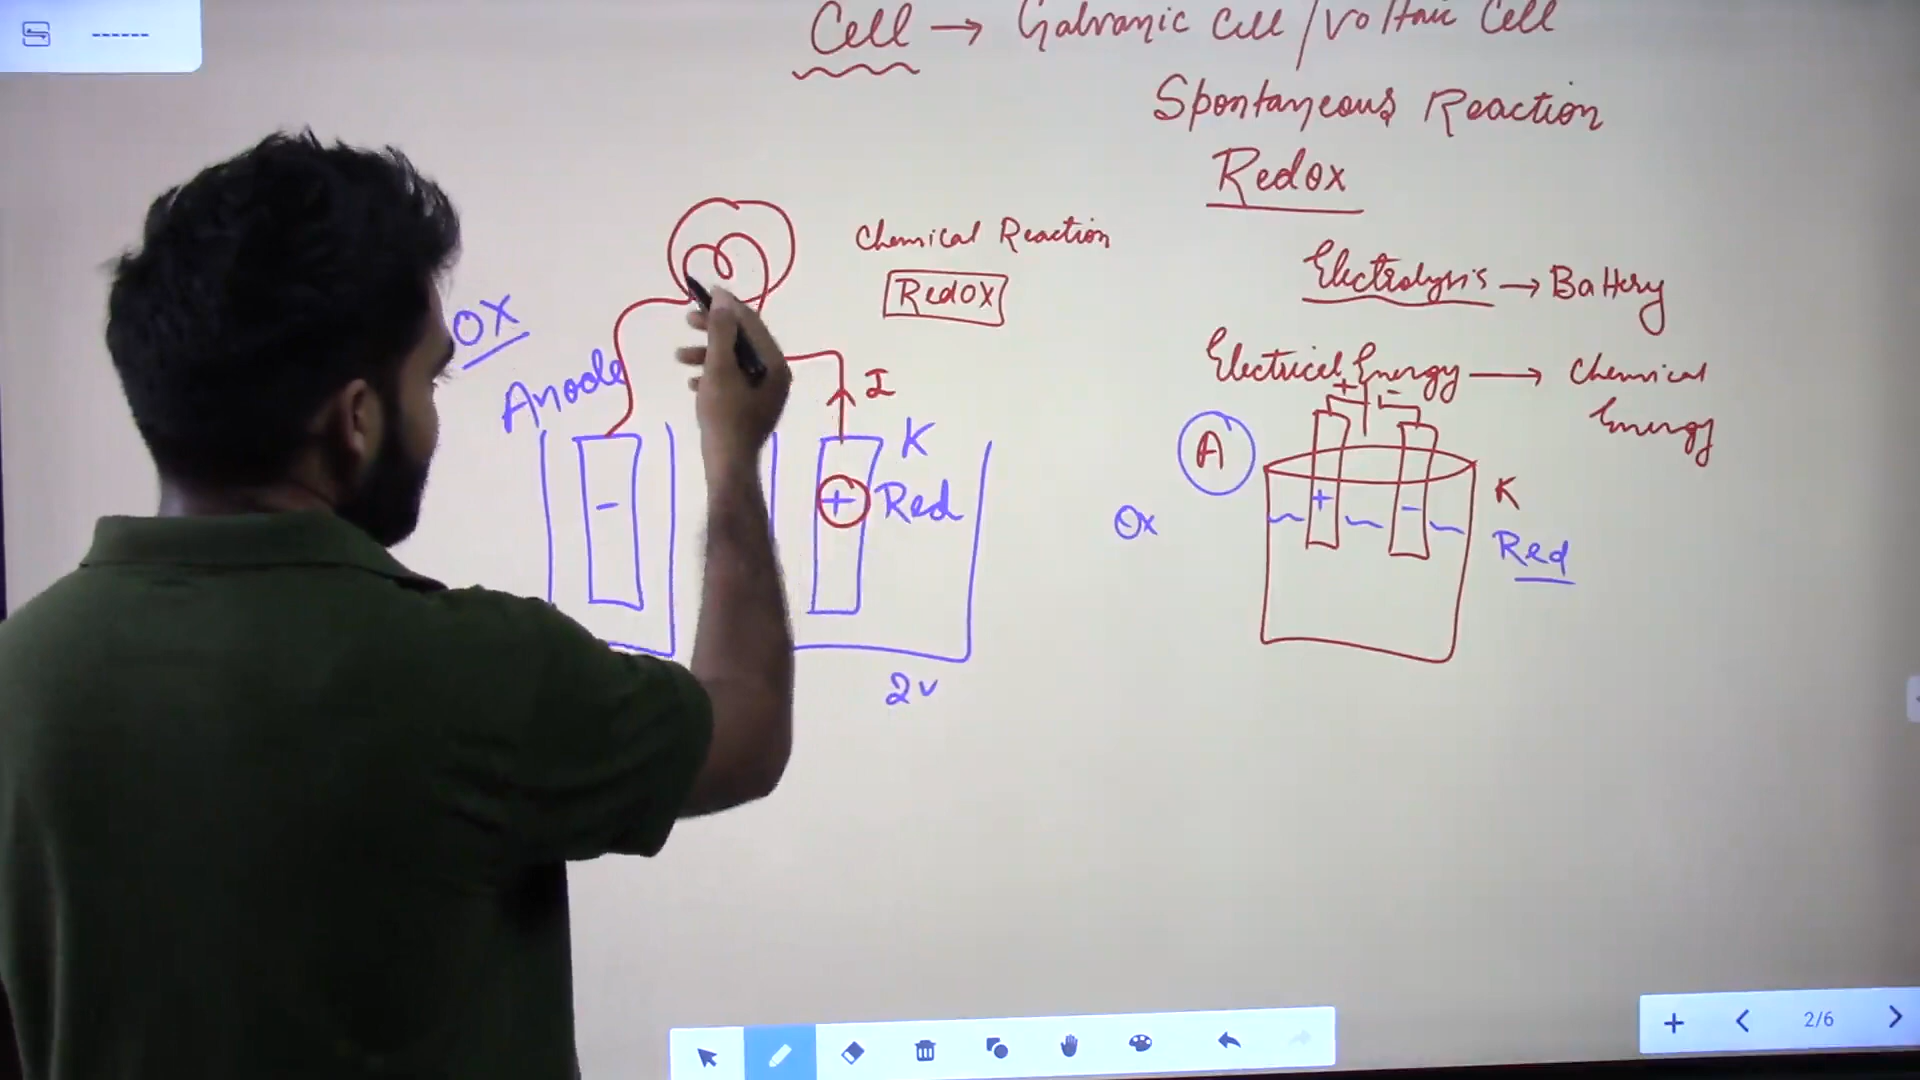 ------
Cell → Galvanic Cell / Voltaic Cell
Spontaneous Reaction
Redox
Chemical Reaction
Redox
Electrolysis → Battery
Electrical Energy → Chemical
Energy
OX
Anode
I
K
Red
+
-
2v
A
+ -
+ -
K
Ox
Red
2/6